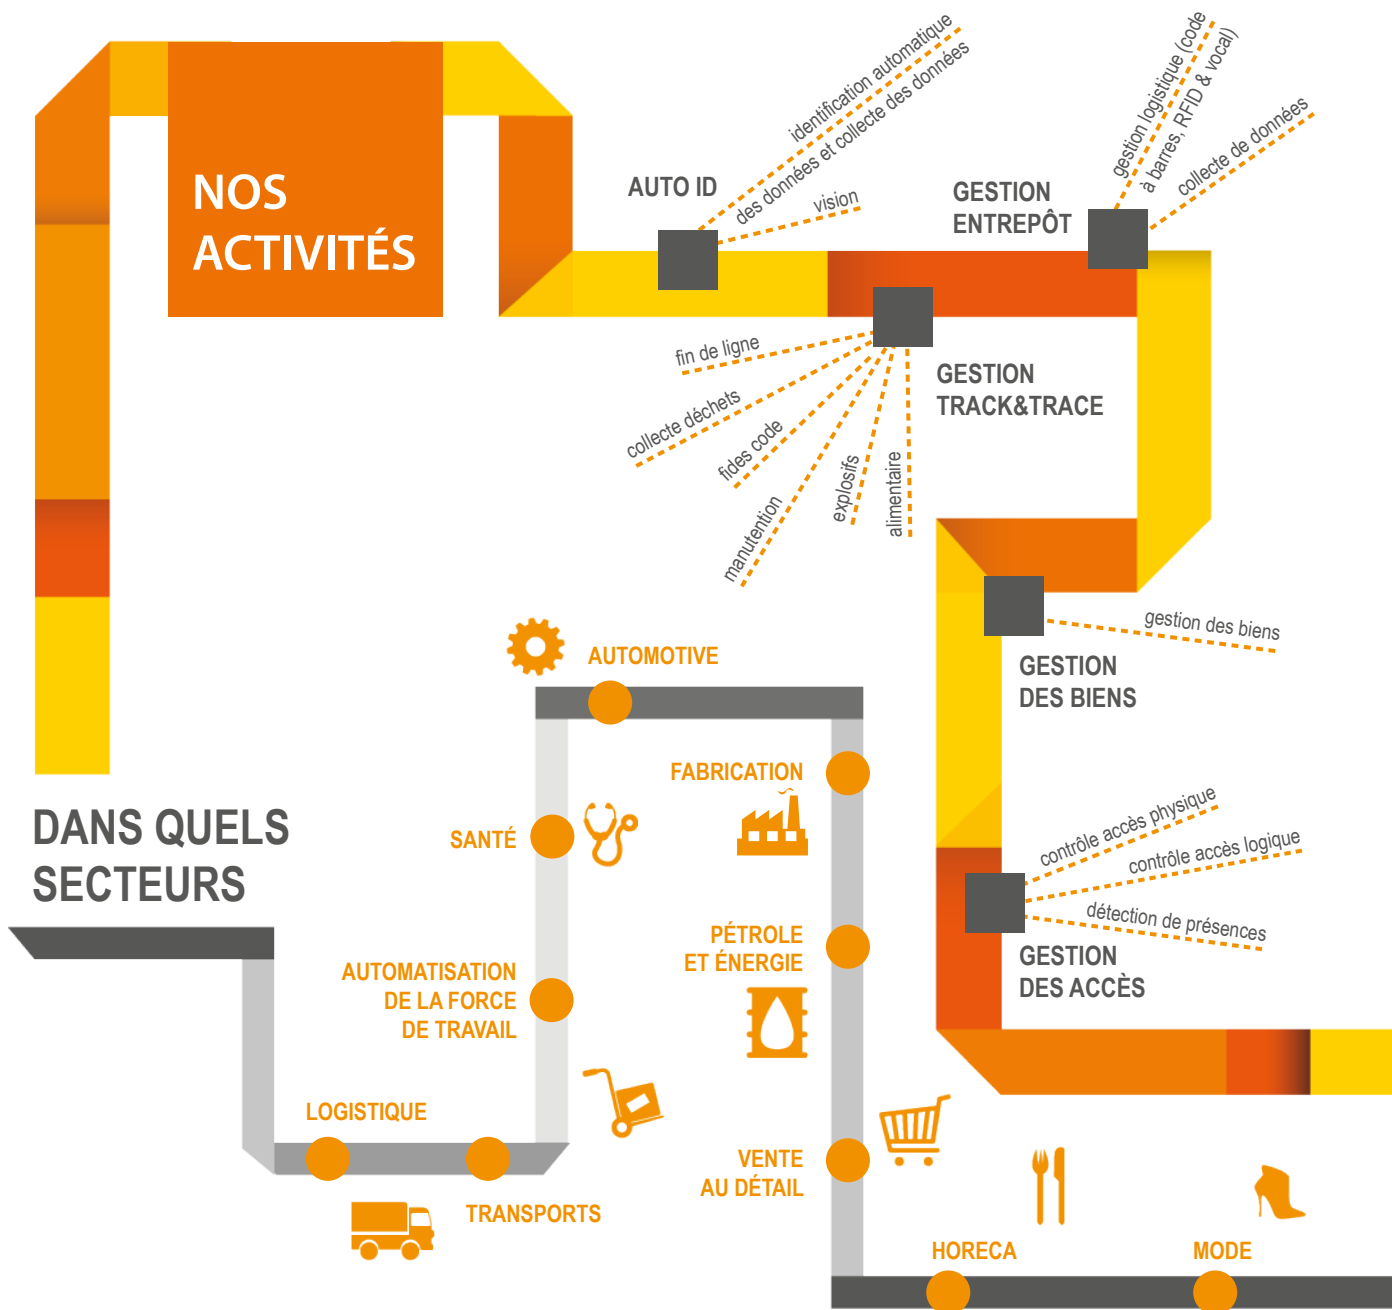 NOS
ACTIVITÉS
AUTO ID
identification automatique
des données et collecte des données
vision
GESTION
ENTREPÔT
gestion logistique (code
à barres, RFID & vocal)
collecte de données
GESTION
TRACK&TRACE
fin de ligne
collecte déchets
fides code
manutention
explosifs
alimentaire
GESTION
DES BIENS
gestion des biens
GESTION
DES ACCÈS
contrôle accès physique
contrôle accès logique
détection de présences
DANS QUELS
SECTEURS
LOGISTIQUE
TRANSPORTS
AUTOMATISATION
DE LA FORCE
DE TRAVAIL
SANTÉ
AUTOMOTIVE
FABRICATION
PÉTROLE
ET ÉNERGIE
VENTE
AU DÉTAIL
HORECA
MODE